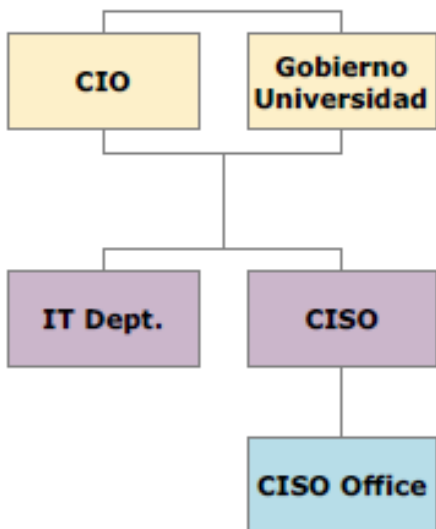 CIO
Gobierno
Universidad
IT Dept.
CISO
CISO Office